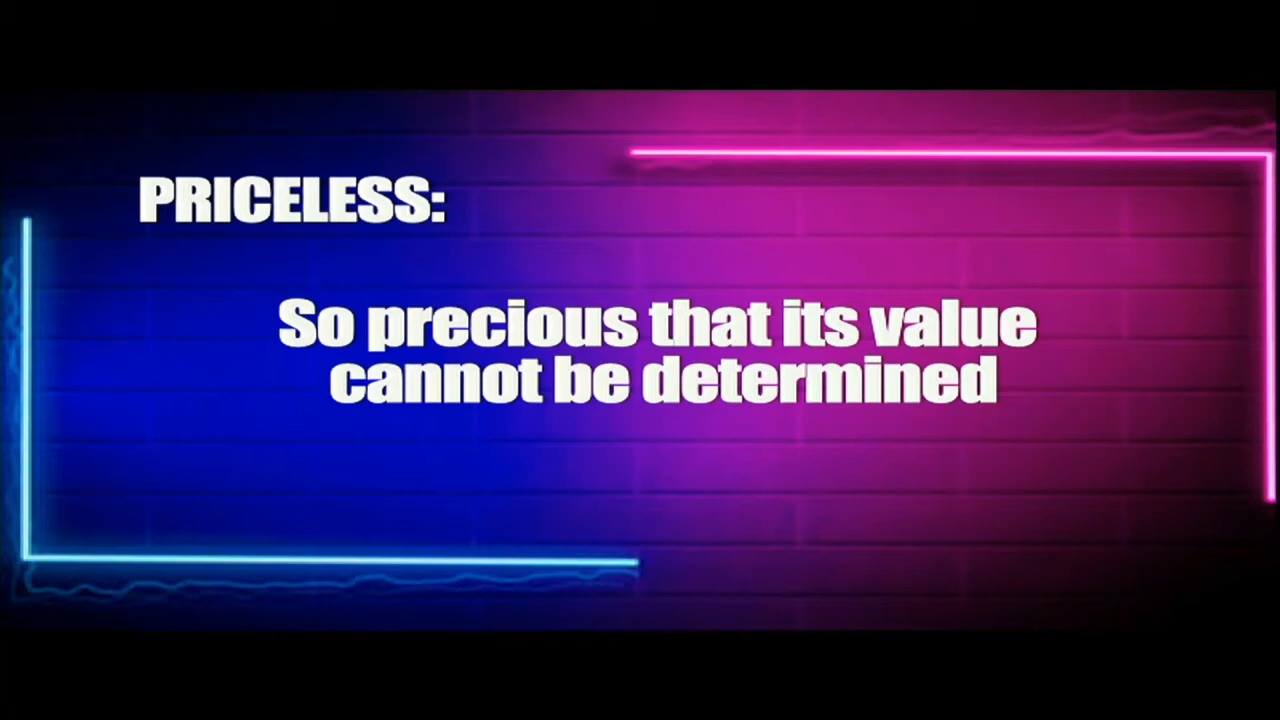 PRICELESS:
So precious that its value
cannot be determined